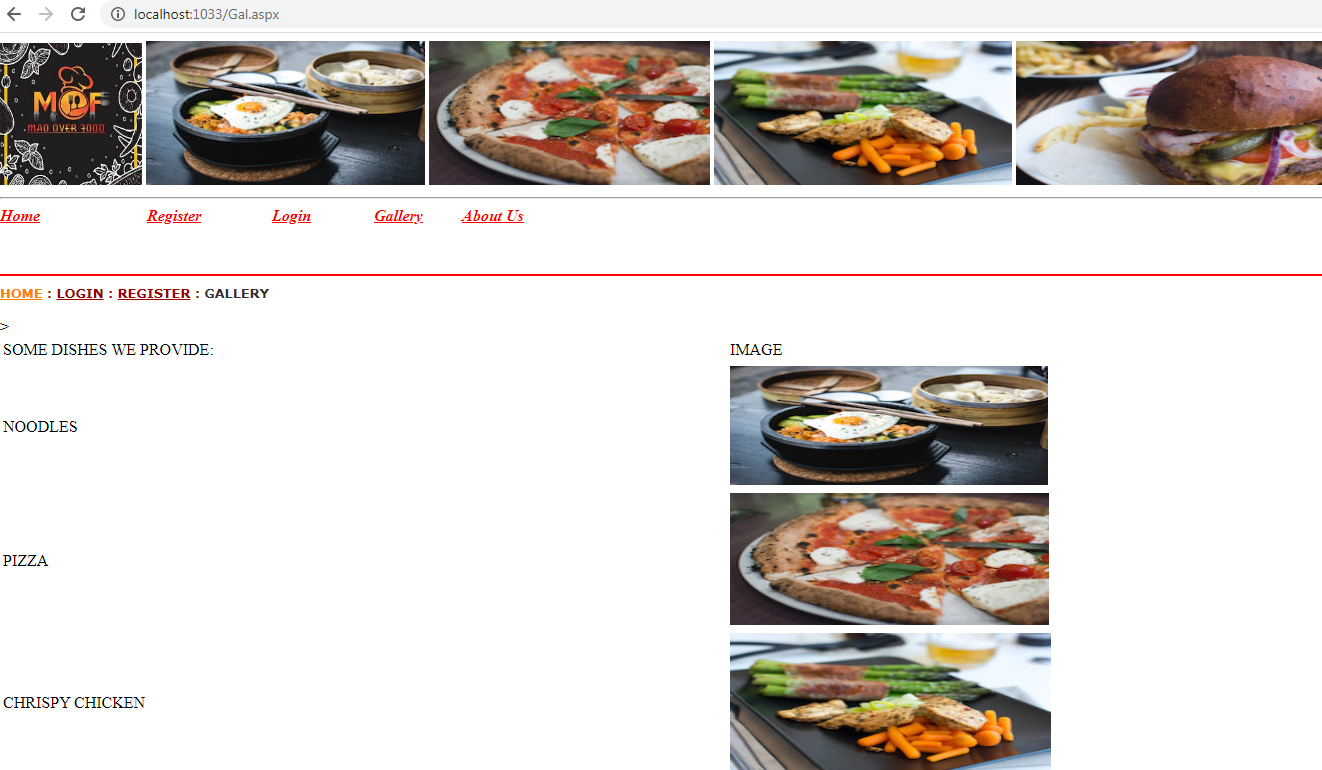 localhost:1033/Gal.aspx
MOF
MAD OVER FOOD
Home Register Login Gallery About Us
HOME : LOGIN : REGISTER : GALLERY
>
SOME DISHES WE PROVIDE: IMAGE
NOODLES
PIZZA
CHRISPY CHICKEN